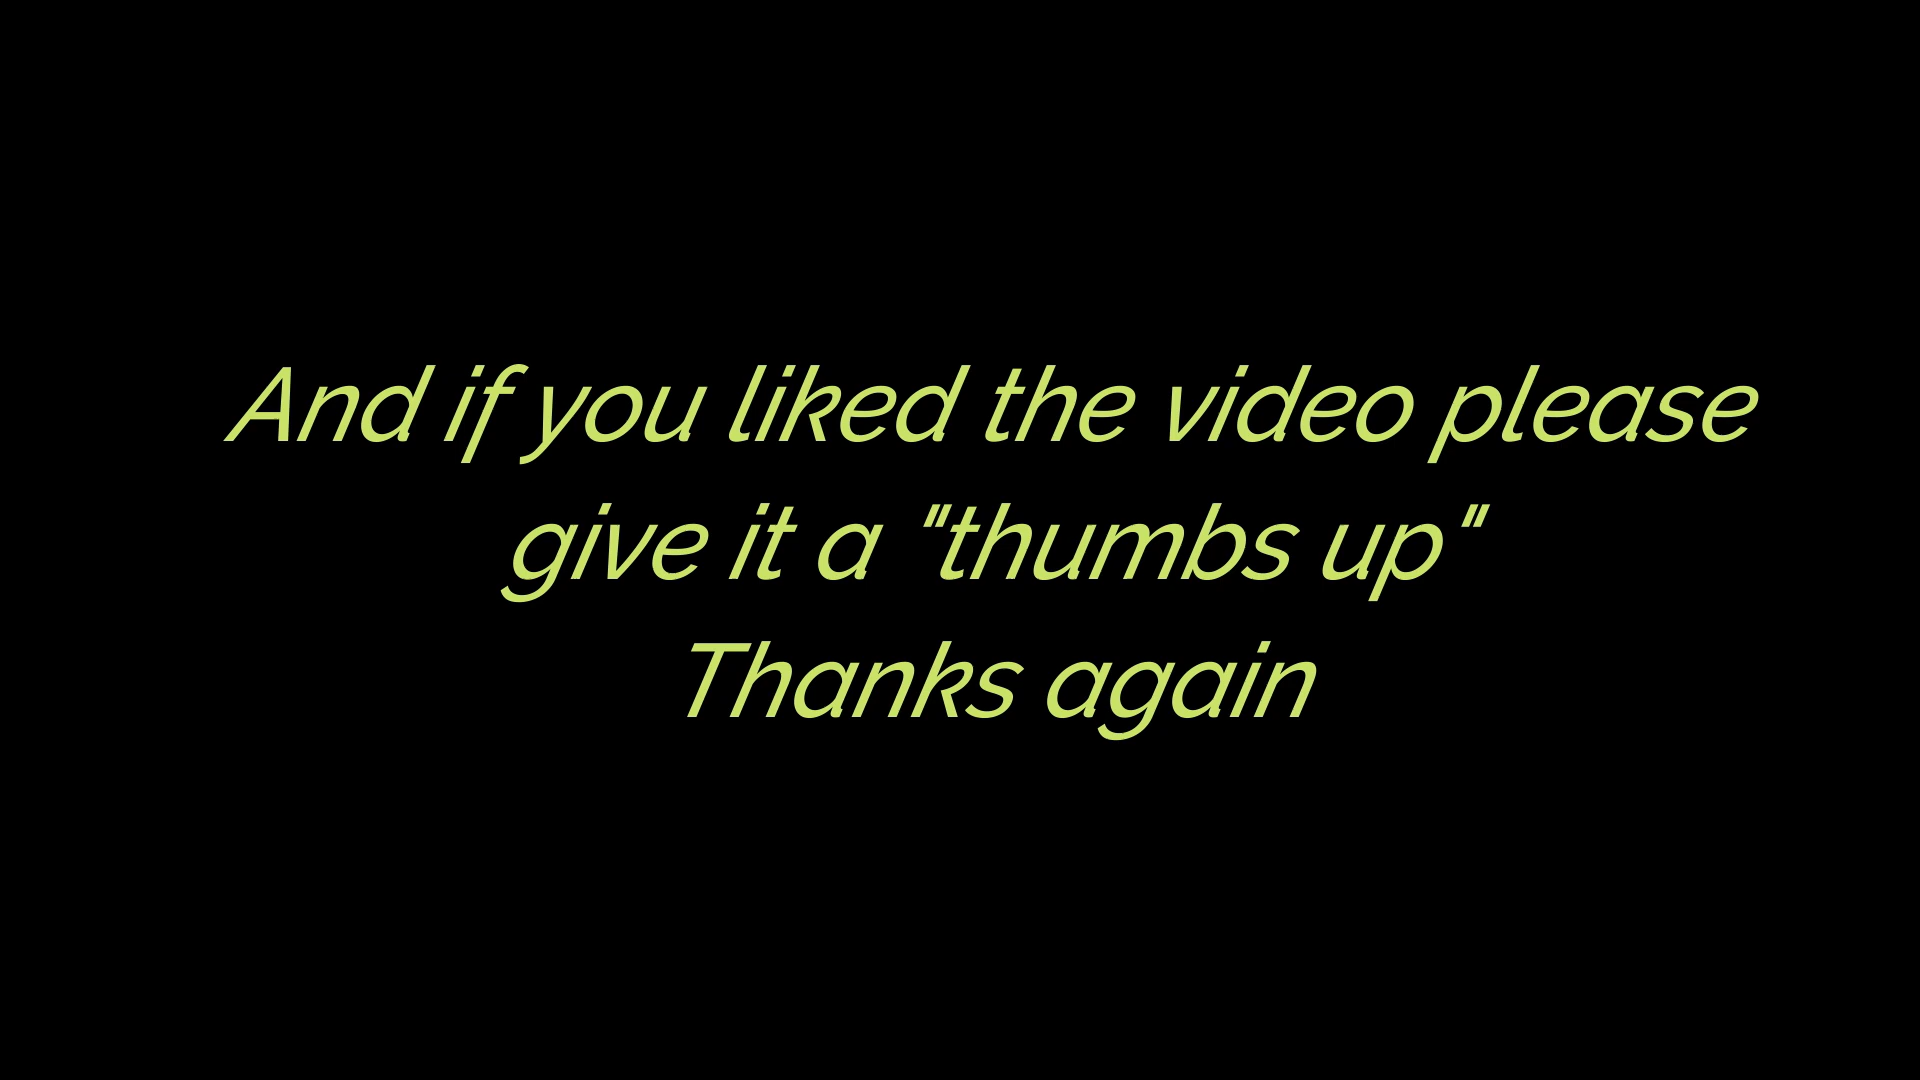 And if you liked the video please
give it a "thumbs up"
Thanks again